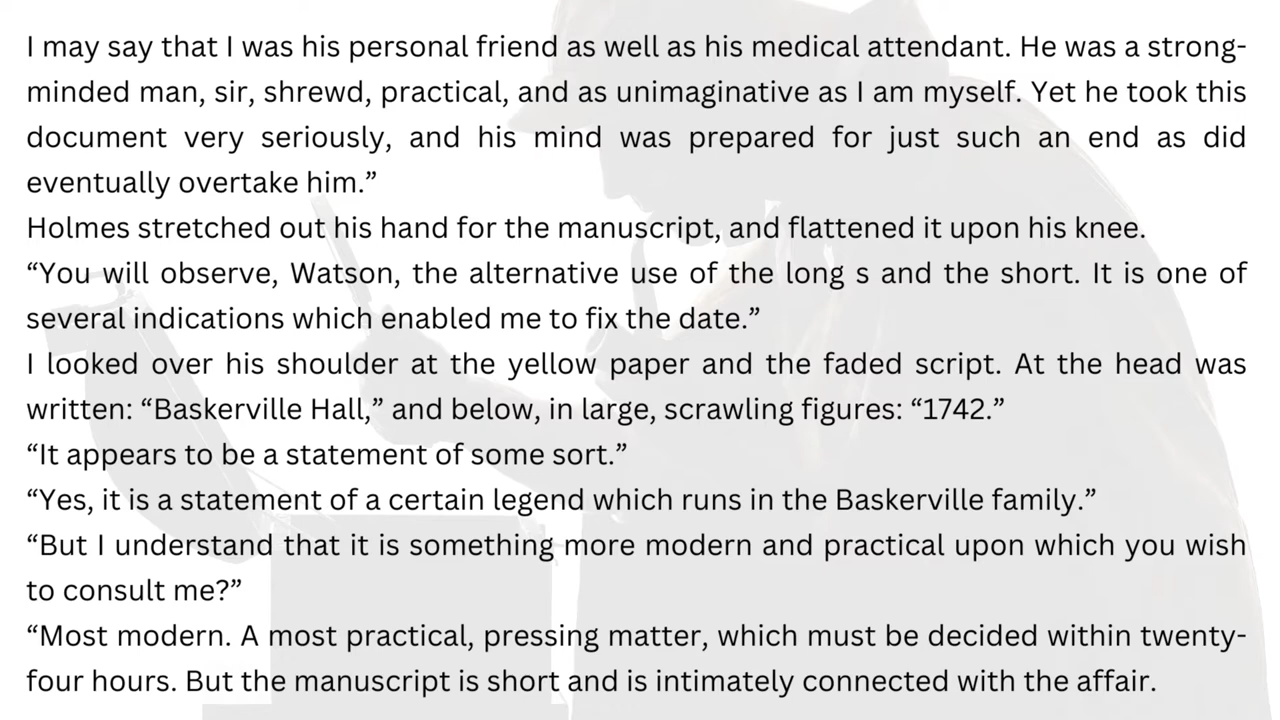 I may say that I was his personal friend as well as his medical attendant. He was a strong-
minded man, sir, shrewd, practical, and as unimaginative as I am myself. Yet he took this
document very seriously, and his mind was prepared for just such an end as did
eventually overtake him.”
Holmes stretched out his hand for the manuscript, and flattened it upon his knee.
“You will observe, Watson, the alternative use of the long s and the short. It is one of
several indications which enabled me to fix the date.”
I looked over his shoulder at the yellow paper and the faded script. At the head was
written: “Baskerville Hall,” and below, in large, scrawling figures: “1742.”
“It appears to be a statement of some sort.”
“Yes, it is a statement of a certain legend which runs in the Baskerville family.”
“But I understand that it is something more modern and practical upon which you wish
to consult me?”
“Most modern. A most practical, pressing matter, which must be decided within twenty-
four hours. But the manuscript is short and is intimately connected with the affair.